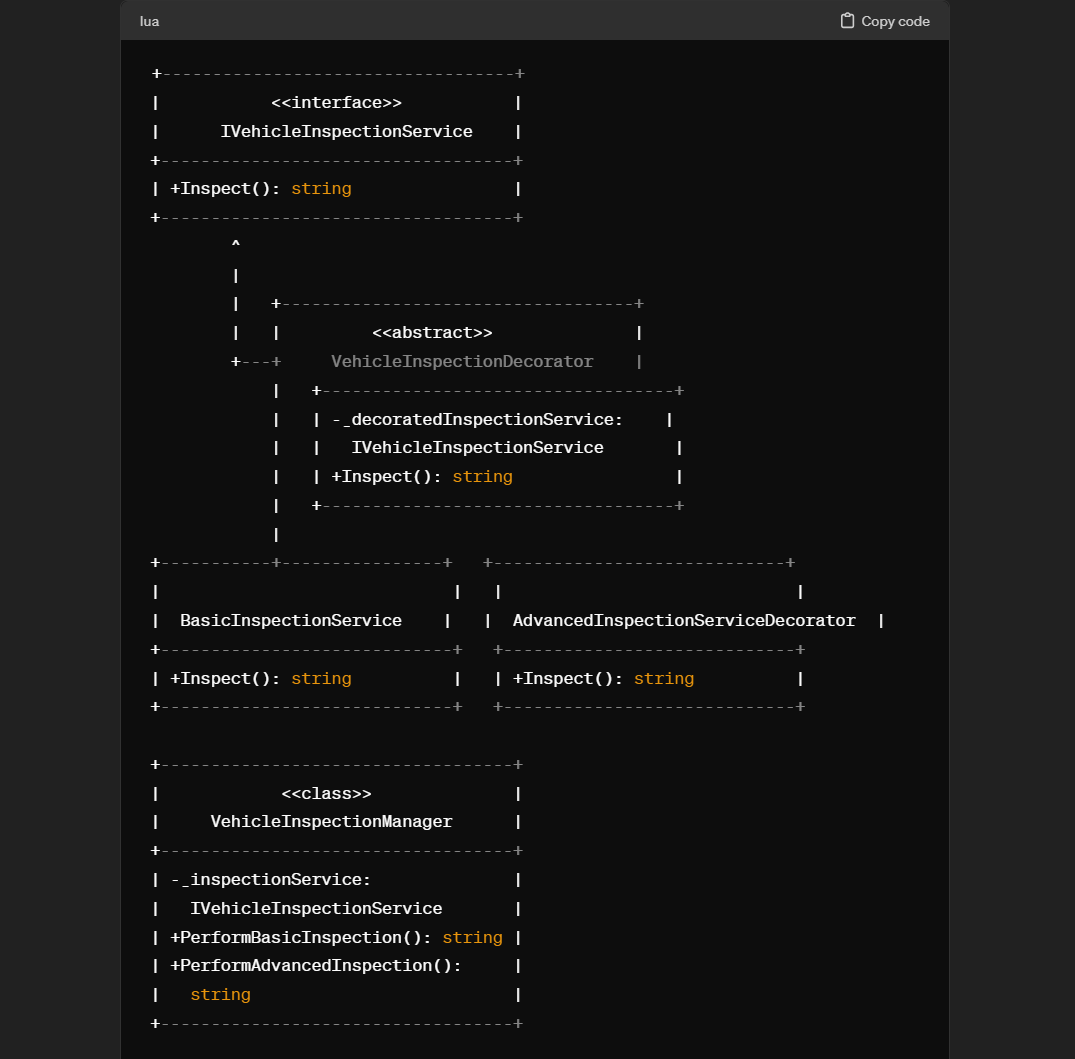 lua
Copy code
+-----------------------------------+
|           <<interface>>           |
|      IVehicleInspectionService    |
+-----------------------------------+
| +Inspect(): string                |
+-----------------------------------+
        ^
        |
        |   +-----------------------------------+
        |   |         <<abstract>>              |
        +---+     VehicleInspectionDecorator    |
            |   +-----------------------------------+
            |   | -_decoratedInspectionService:    |
            |   |   IVehicleInspectionService       |
            |   | +Inspect(): string                |
            |   +-----------------------------------+
            |
+-----------+----------------+   +-----------------------------+
|                             |   |                             |
|  BasicInspectionService    |   |  AdvancedInspectionServiceDecorator  |
+-----------------------------+   +-----------------------------+
| +Inspect(): string          |   | +Inspect(): string          |
+-----------------------------+   +-----------------------------+
+-----------------------------------+
|            <<class>>              |
|     VehicleInspectionManager      |
+-----------------------------------+
| -_inspectionService:              |
|   IVehicleInspectionService       |
| +PerformBasicInspection(): string |
| +PerformAdvancedInspection():     |
|   string                          |
+-----------------------------------+